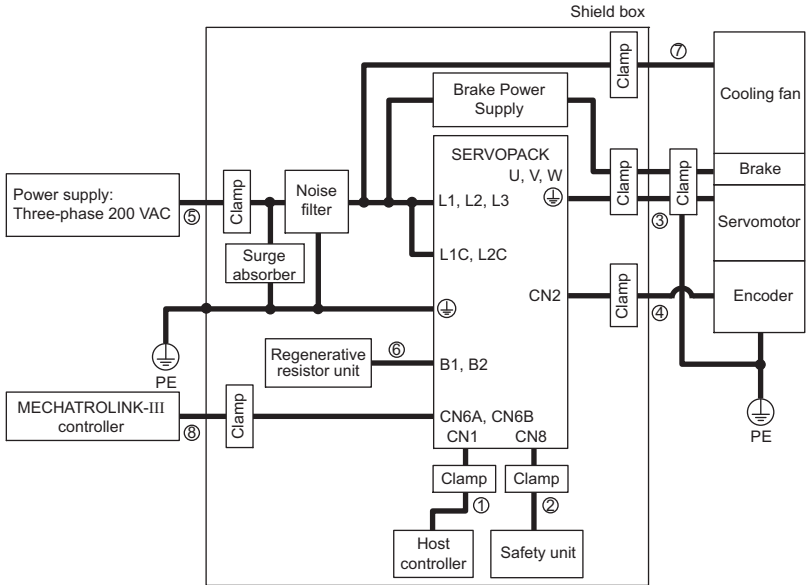 Shield box
Clamp
⑦
Cooling fan
Brake Power
Supply
SERVOPACK
U, V, W
Clamp
Clamp
Brake
Power supply:
Three-phase 200 VAC
⑤
Clamp
Noise
filter
L1, L2, L3
③
Servomotor
Surge
absorber
L1C, L2C
CN2
Clamp
④
Encoder
PE
Regenerative
resistor unit
⑥
B1, B2
MECHATROLINK-III
controller
⑧
Clamp
CN6A, CN6B
CN1
CN8
PE
Clamp
Clamp
①
②
Host
controller
Safety unit